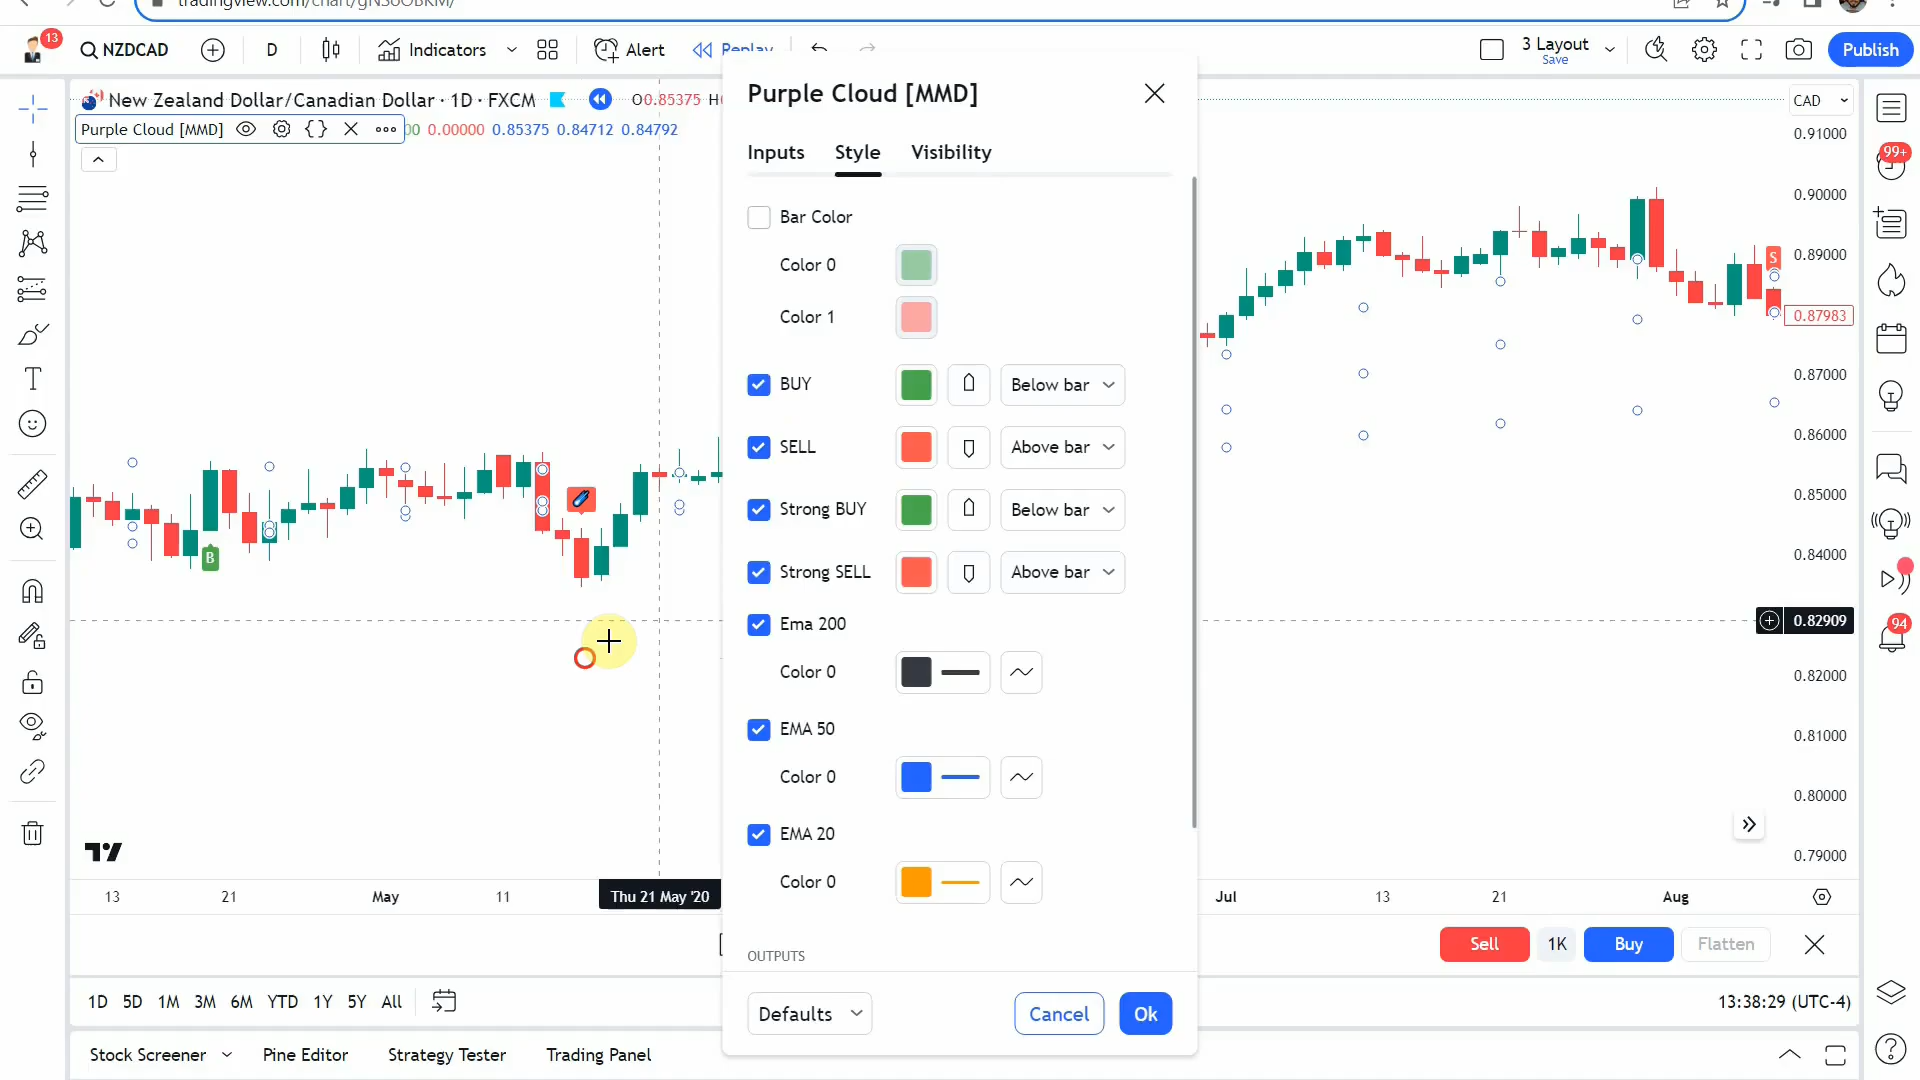 tradingview.com/chart/gNS6OBKM/
13
NZDCAD
D
Indicators
Alert
Replay
3 Layout
Save
Publish
New Zealand Dollar/Canadian Dollar · 1D · FXCM
O0.85375 H
Purple Cloud [MMD]
00 0.00000 0.85375 0.84712 0.84792
Purple Cloud [MMD]
Inputs
Style
Visibility
Bar Color
Color 0
Color 1
BUY
Below bar
SELL
Above bar
Strong BUY
Below bar
Strong SELL
Above bar
Ema 200
Color 0
EMA 50
Color 0
EMA 20
Color 0
OUTPUTS
Defaults
Cancel
Ok
B
S
CAD
0.91000
0.90000
0.89000
0.87983
0.87000
0.86000
0.85000
0.84000
0.82909
0.82000
0.81000
0.80000
0.79000
99+
94
13
21
May
11
Thu 21 May '20
Jul
13
21
Aug
Sell
1K
Buy
Flatten
1D
5D
1M
3M
6M
YTD
1Y
5Y
All
13:38:29 (UTC-4)
Stock Screener
Pine Editor
Strategy Tester
Trading Panel